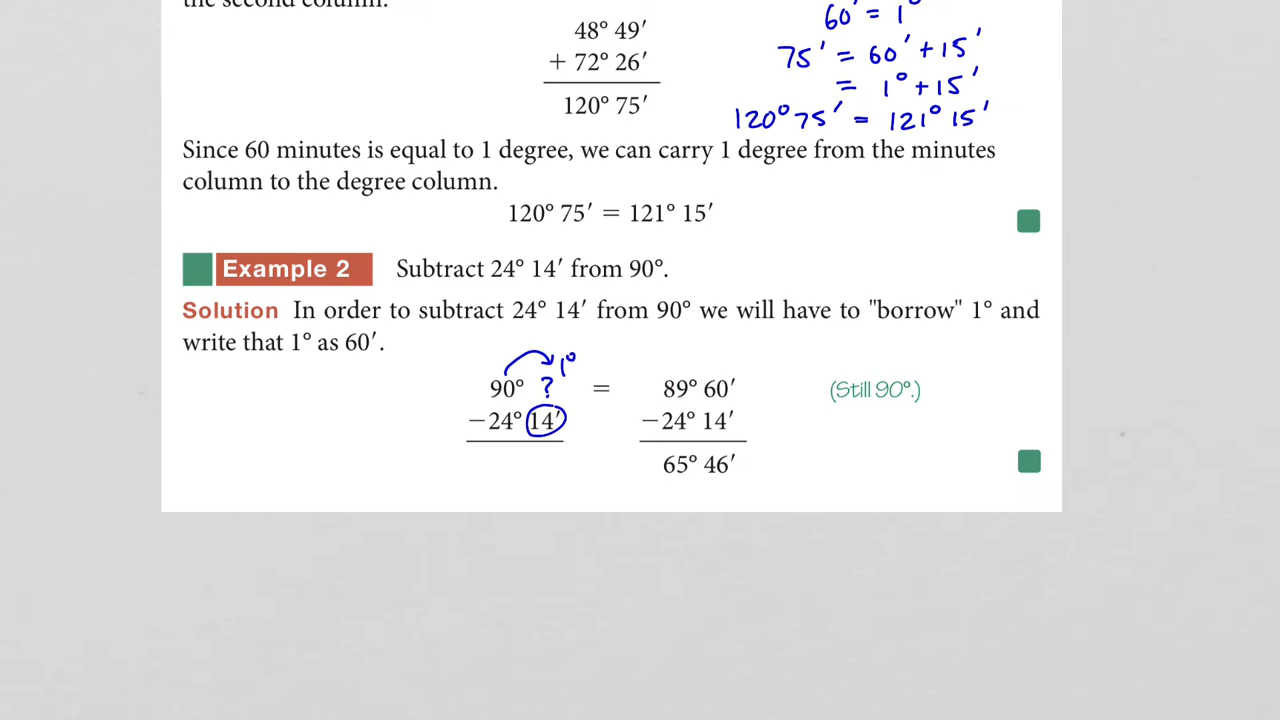 the second column.
60′ = 1°
48° 49′
75′ = 60′ + 15′
+ 72° 26′
= 1° + 15′
120° 75′
120° 75′ = 121° 15′
Since 60 minutes is equal to 1 degree, we can carry 1 degree from the minutes
column to the degree column.
120° 75′ = 121° 15′
Example 2 Subtract 24° 14′ from 90°.
Solution In order to subtract 24° 14′ from 90° we will have to "borrow" 1° and
write that 1° as 60′.
1°
90° ? = 89° 60′ (Still 90°.)
−24° 14′ −24° 14′
65° 46′